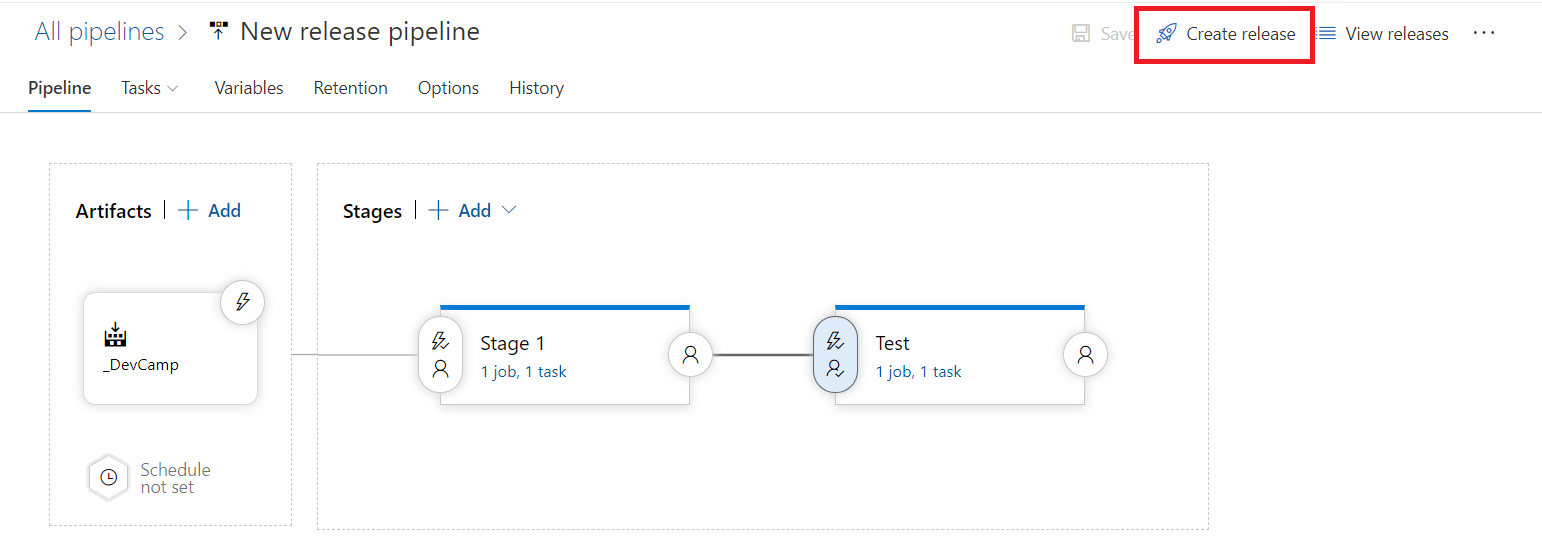 All pipelines > New release pipeline
Save Create release View releases ...
Pipeline Tasks Variables Retention Options History
Artifacts | + Add
Stages | + Add
_DevCamp
Stage 1
1 job, 1 task
Test
1 job, 1 task
Schedule
not set